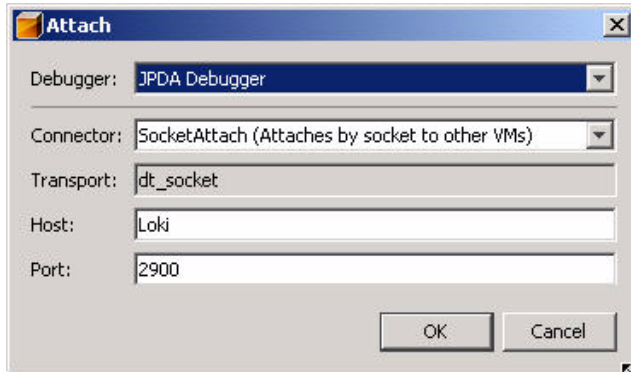 Attach
Debugger: JPDA Debugger
Connector: SocketAttach (Attaches by socket to other VMs)
Transport: dt_socket
Host: Loki
Port: 2900
OK Cancel